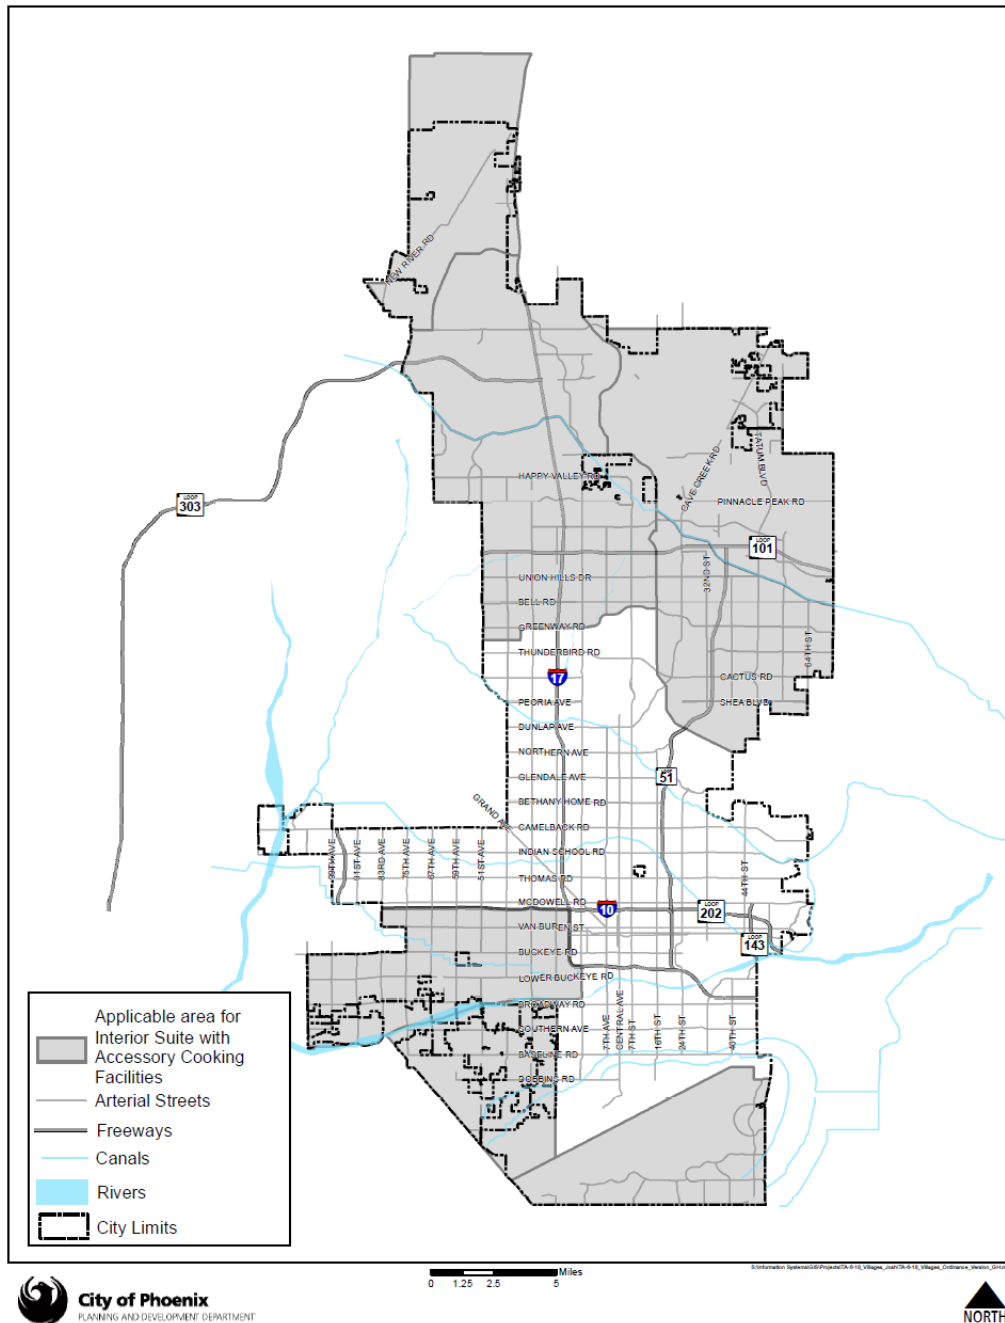 NEW RIVER RD
HAPPY VALLEY RD
CAVE CREEK RD
TATUM BLVD
PINNACLE PEAK RD
LOOP
303
LOOP
101
UNION HILLS DR
32ND ST
BELL RD
GREENWAY RD
THUNDERBIRD RD
64TH ST
17
CACTUS RD
PEORIA AVE
SHEA BLVD
DUNLAP AVE
NORTHERN AVE
GLENDALE AVE
LOOP
51
BETHANY HOME RD
GRAND AVE
CAMELBACK RD
99TH AVE
91ST AVE
83RD AVE
75TH AVE
67TH AVE
59TH AVE
51ST AVE
INDIAN SCHOOL RD
44TH ST
THOMAS RD
MCDOWELL RD
10
LOOP
202
VAN BUREN ST
LOOP
143
BUCKEYE RD
LOWER BUCKEYE RD
BROADWAY RD
SOUTHERN AVE
7TH AVE
CENTRAL AVE
7TH ST
16TH ST
24TH ST
40TH ST
BASELINE RD
DOBBINS RD
Applicable area for
Interior Suite with
Accessory Cooking
Facilities
Arterial Streets
Freeways
Canals
Rivers
City Limits
Miles
0 1.25 2.5 5
City of Phoenix
PLANNING AND DEVELOPMENT DEPARTMENT
NORTH